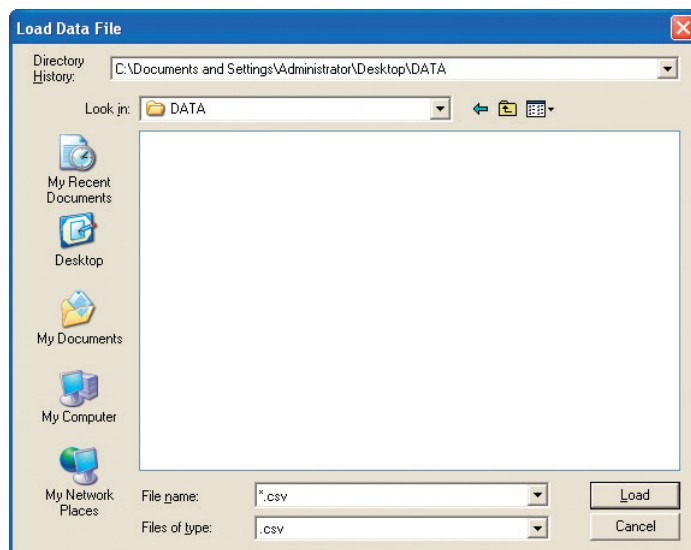 Load Data File
Directory
History:
C:\Documents and Settings\Administrator\Desktop\DATA
Look in:
DATA
My Recent
Documents
Desktop
My Documents
My Computer
My Network
Places
File name:
*.csv
Load
Files of type:
.csv
Cancel